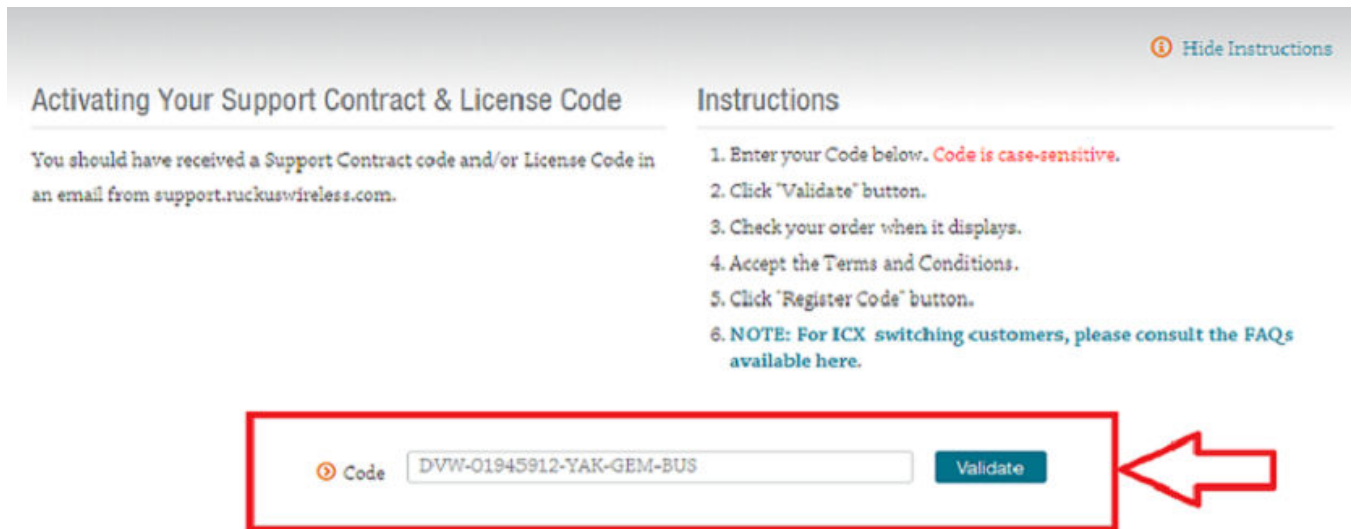 Hide Instructions
Activating Your Support Contract & License Code
You should have received a Support Contract code and/or License Code in
an email from support.ruckuswireless.com.
Instructions
1. Enter your Code below. Code is case-sensitive.
2. Click "Validate" button.
3. Check your order when it displays.
4. Accept the Terms and Conditions.
5. Click "Register Code" button.
6. NOTE: For ICX switching customers, please consult the FAQs
available here.
Code DVW-01945912-YAK-GEM-BUS Validate